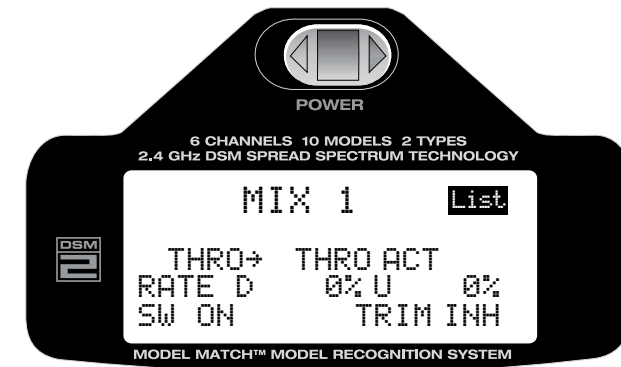 POWER
6 CHANNELS 10 MODELS 2 TYPES
2.4 GHz DSM SPREAD SPECTRUM TECHNOLOGY
MIX 1 List
DSM
2
THRO→ THRO ACT
RATE D 0% U 0%
SW ON TRIM INH
MODEL MATCH™ MODEL RECOGNITION SYSTEM